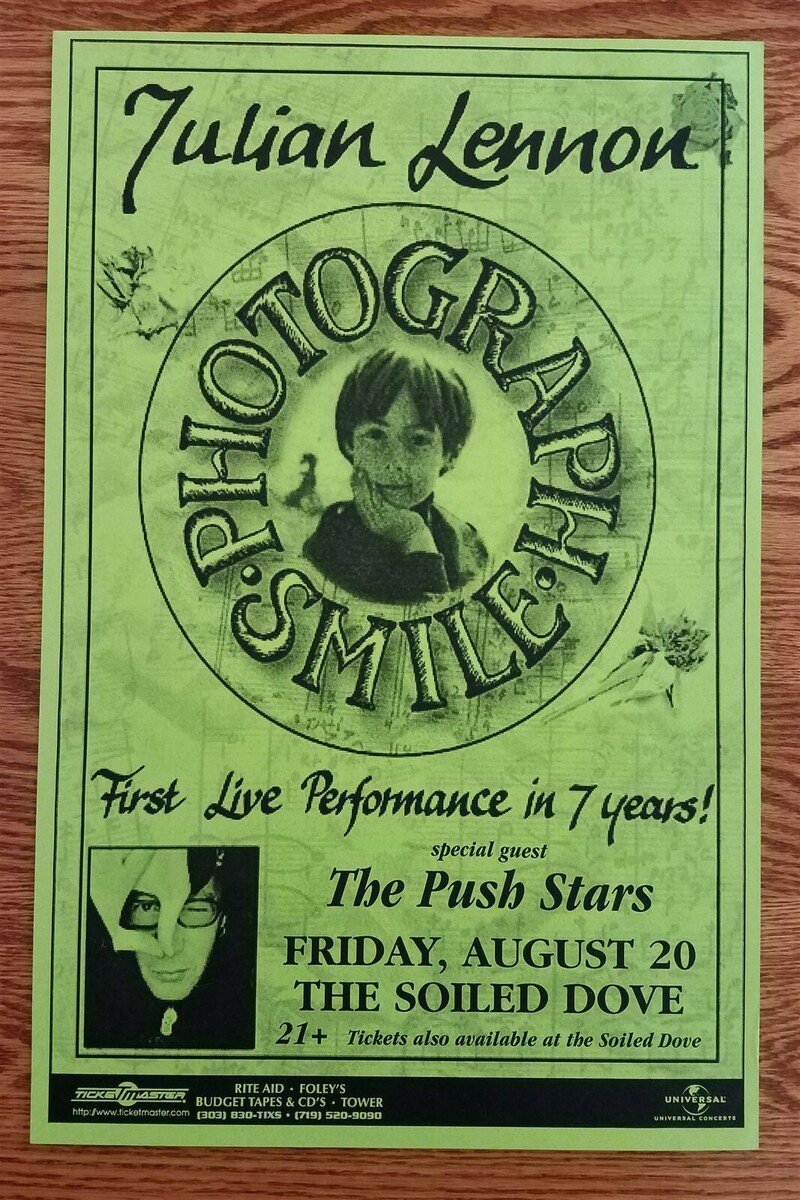 Julian Lennon
PHOTOGRAPH
• SMILE •
First Live Performance in 7 years!
special guest
The Push Stars
FRIDAY, AUGUST 20
THE SOILED DOVE
21+ Tickets also available at the Soiled Dove
TICKETMASTER
http://www.ticketmaster.com
RITE AID • FOLEY'S
BUDGET TAPES & CD'S • TOWER
(303) 830-TIXS • (719) 520-9090
UNIVERSAL
UNIVERSAL CONCERTS